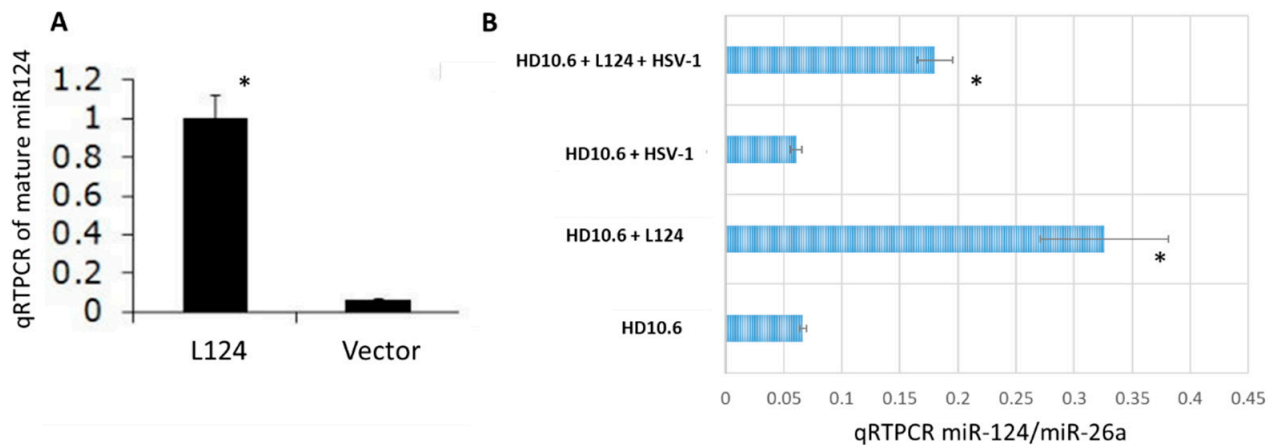 A
qRTPCR of mature miR124
1.2
1
0.8
0.6
0.4
0.2
0
*
L124
Vector
B
HD10.6 + L124 + HSV-1
*
HD10.6 + HSV-1
HD10.6 + L124
*
HD10.6
0
0.05
0.1
0.15
0.2
0.25
0.3
0.35
0.4
0.45
qRTPCR miR-124/miR-26a